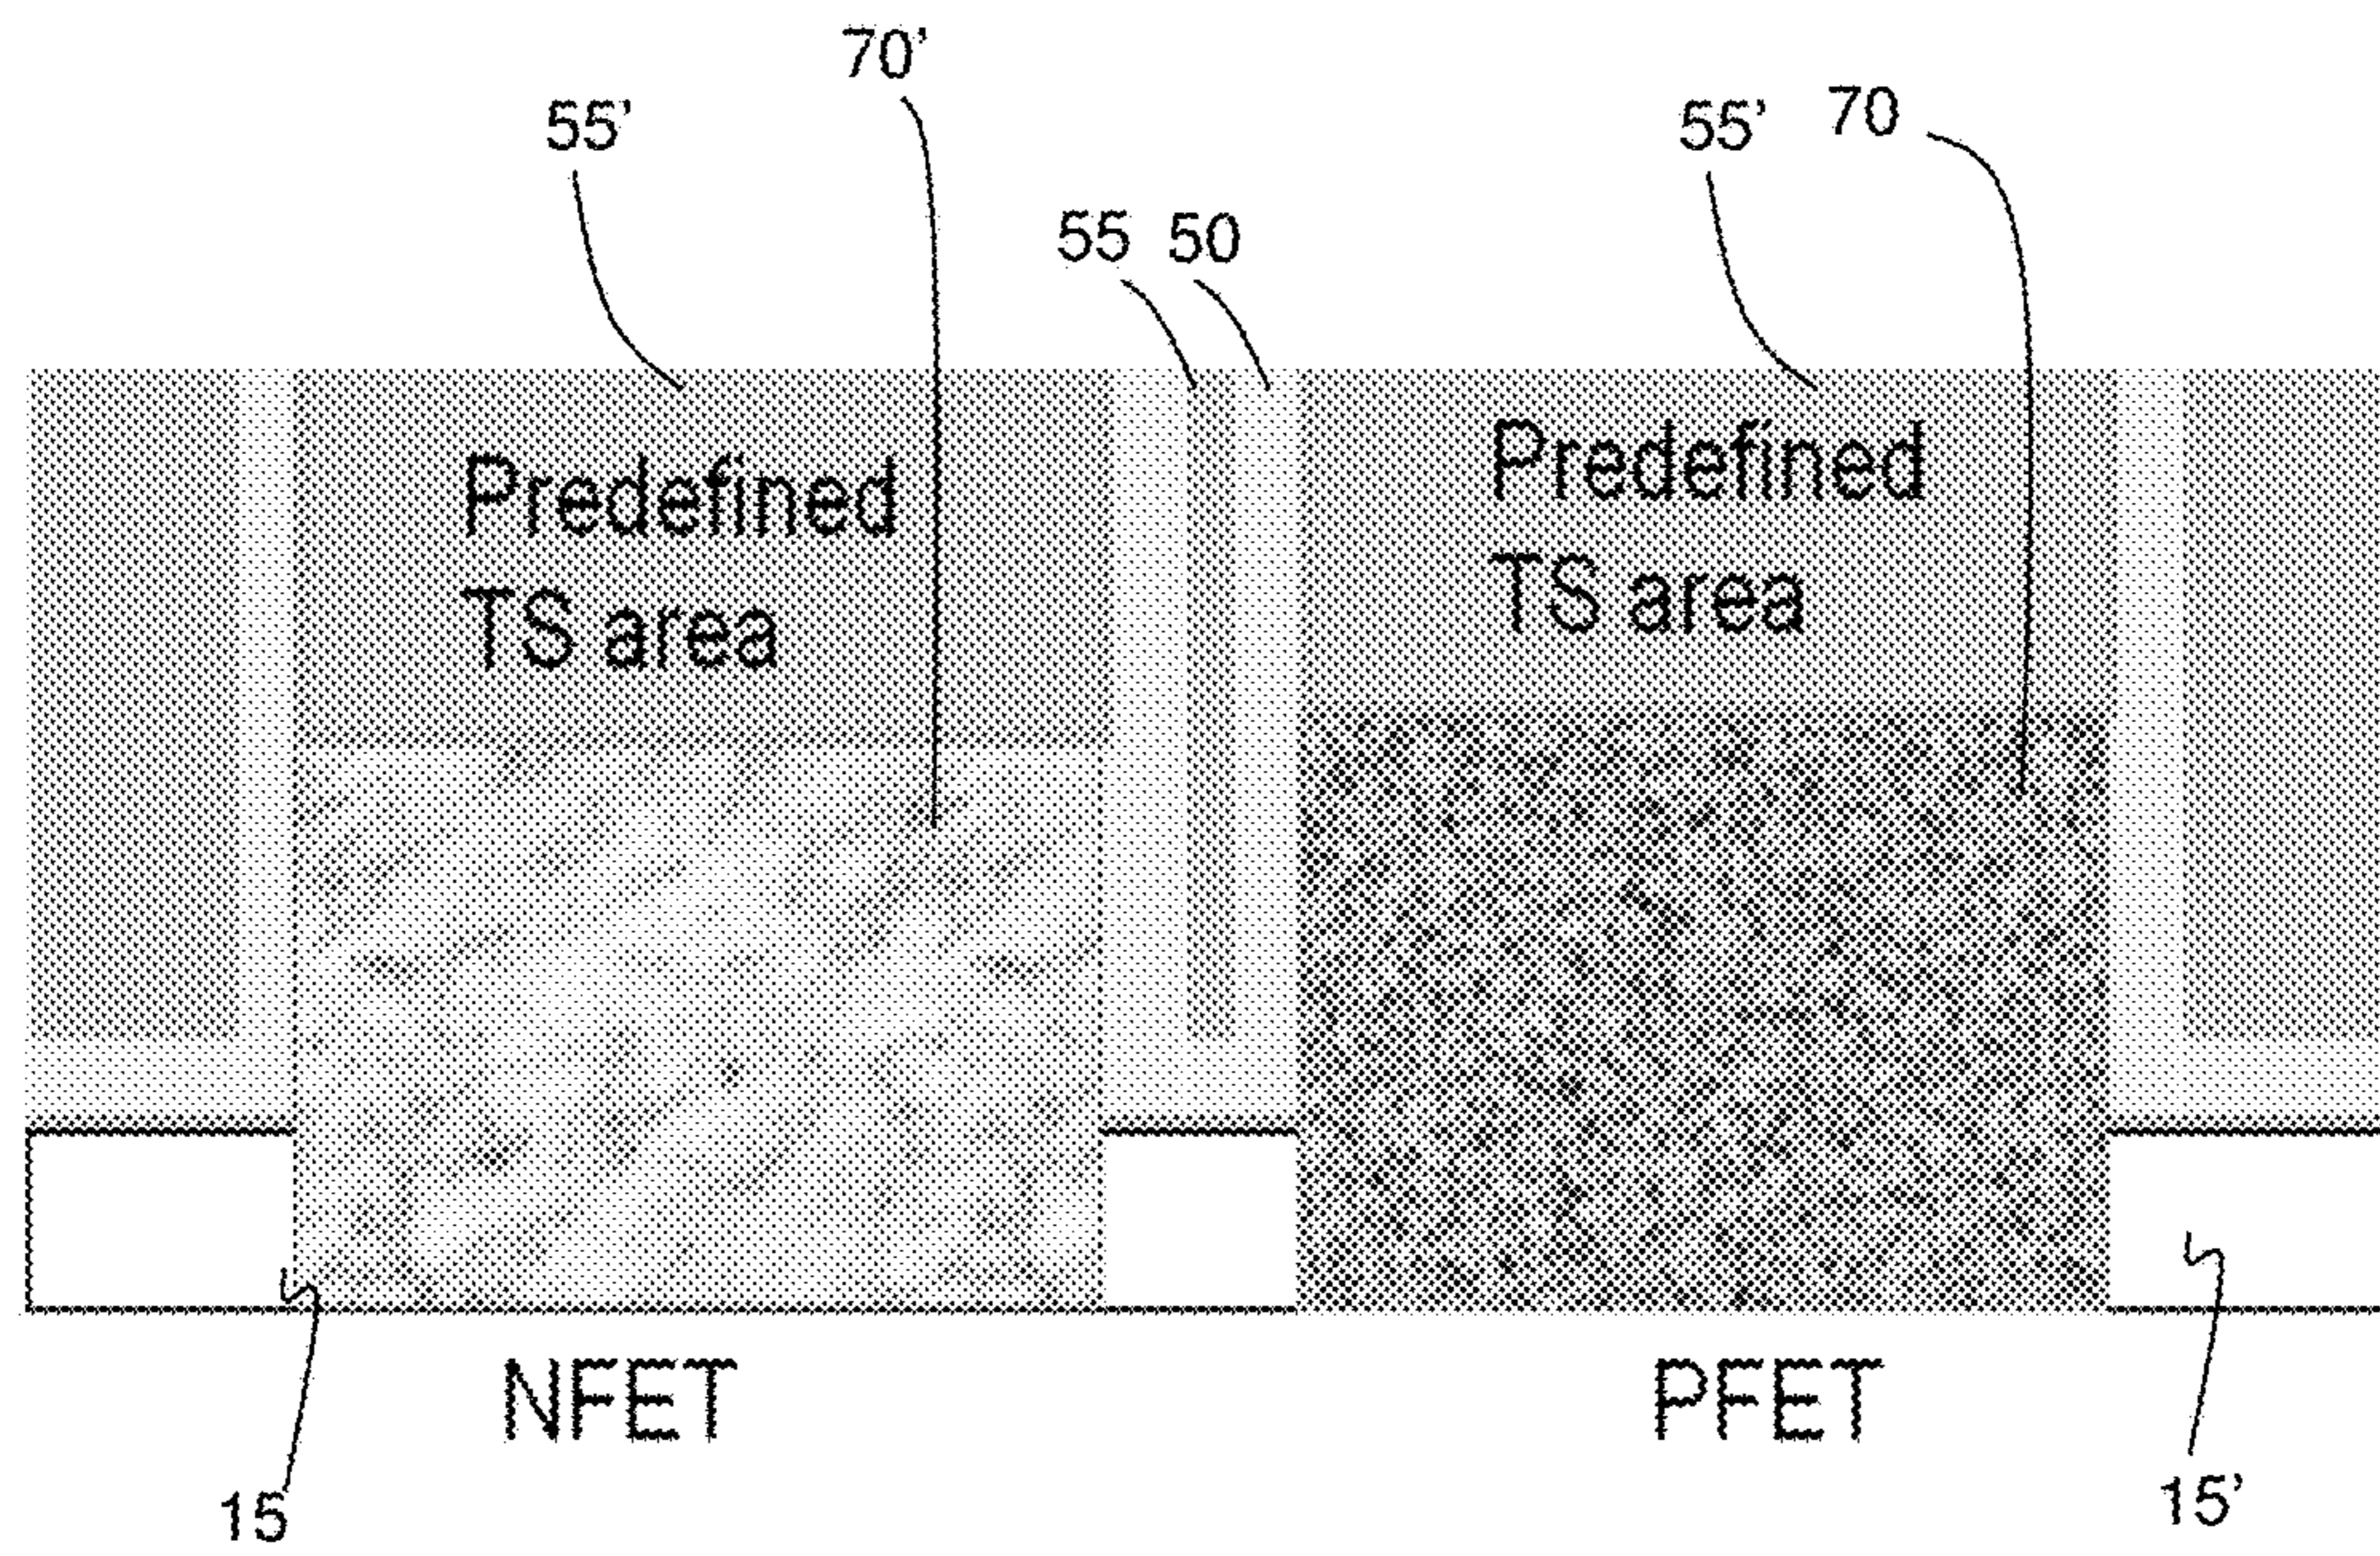 70'
55'
55' 70
55 50
Predefined
TS area
Predefined
TS area
NFET
PFET
15
15'